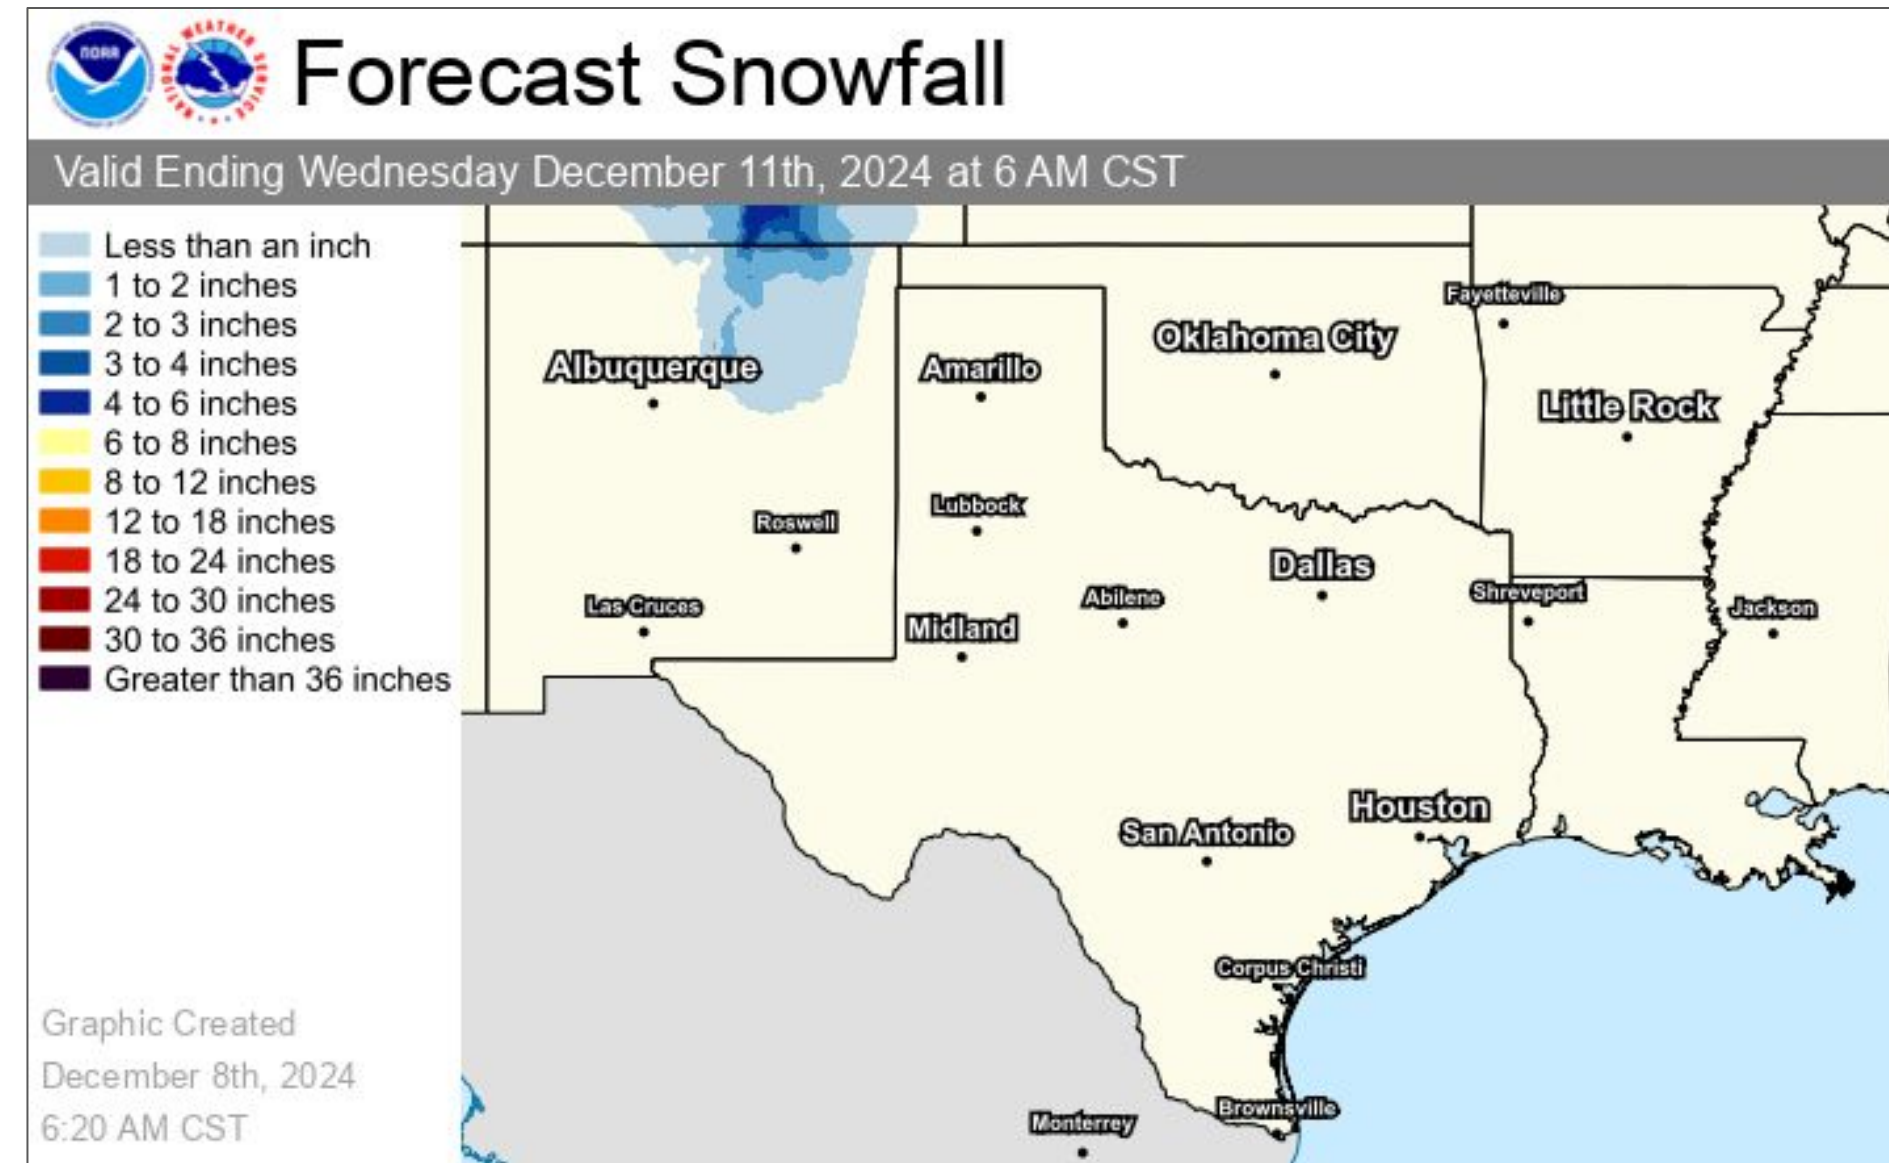 NOAA
NATIONAL WEATHER SERVICE
Forecast Snowfall
Valid Ending Wednesday December 11th, 2024 at 6 AM CST
Less than an inch
1 to 2 inches
2 to 3 inches
3 to 4 inches
4 to 6 inches
6 to 8 inches
8 to 12 inches
12 to 18 inches
18 to 24 inches
24 to 30 inches
30 to 36 inches
Greater than 36 inches
Graphic Created
December 8th, 2024
6:20 AM CST
Fayetteville
Oklahoma City
Albuquerque
Amarillo
Little Rock
Lubbock
Roswell
Dallas
Shreveport
Abilene
Las Cruces
Jackson
Midland
Houston
San Antonio
Corpus Christi
Brownsville
Monterrey